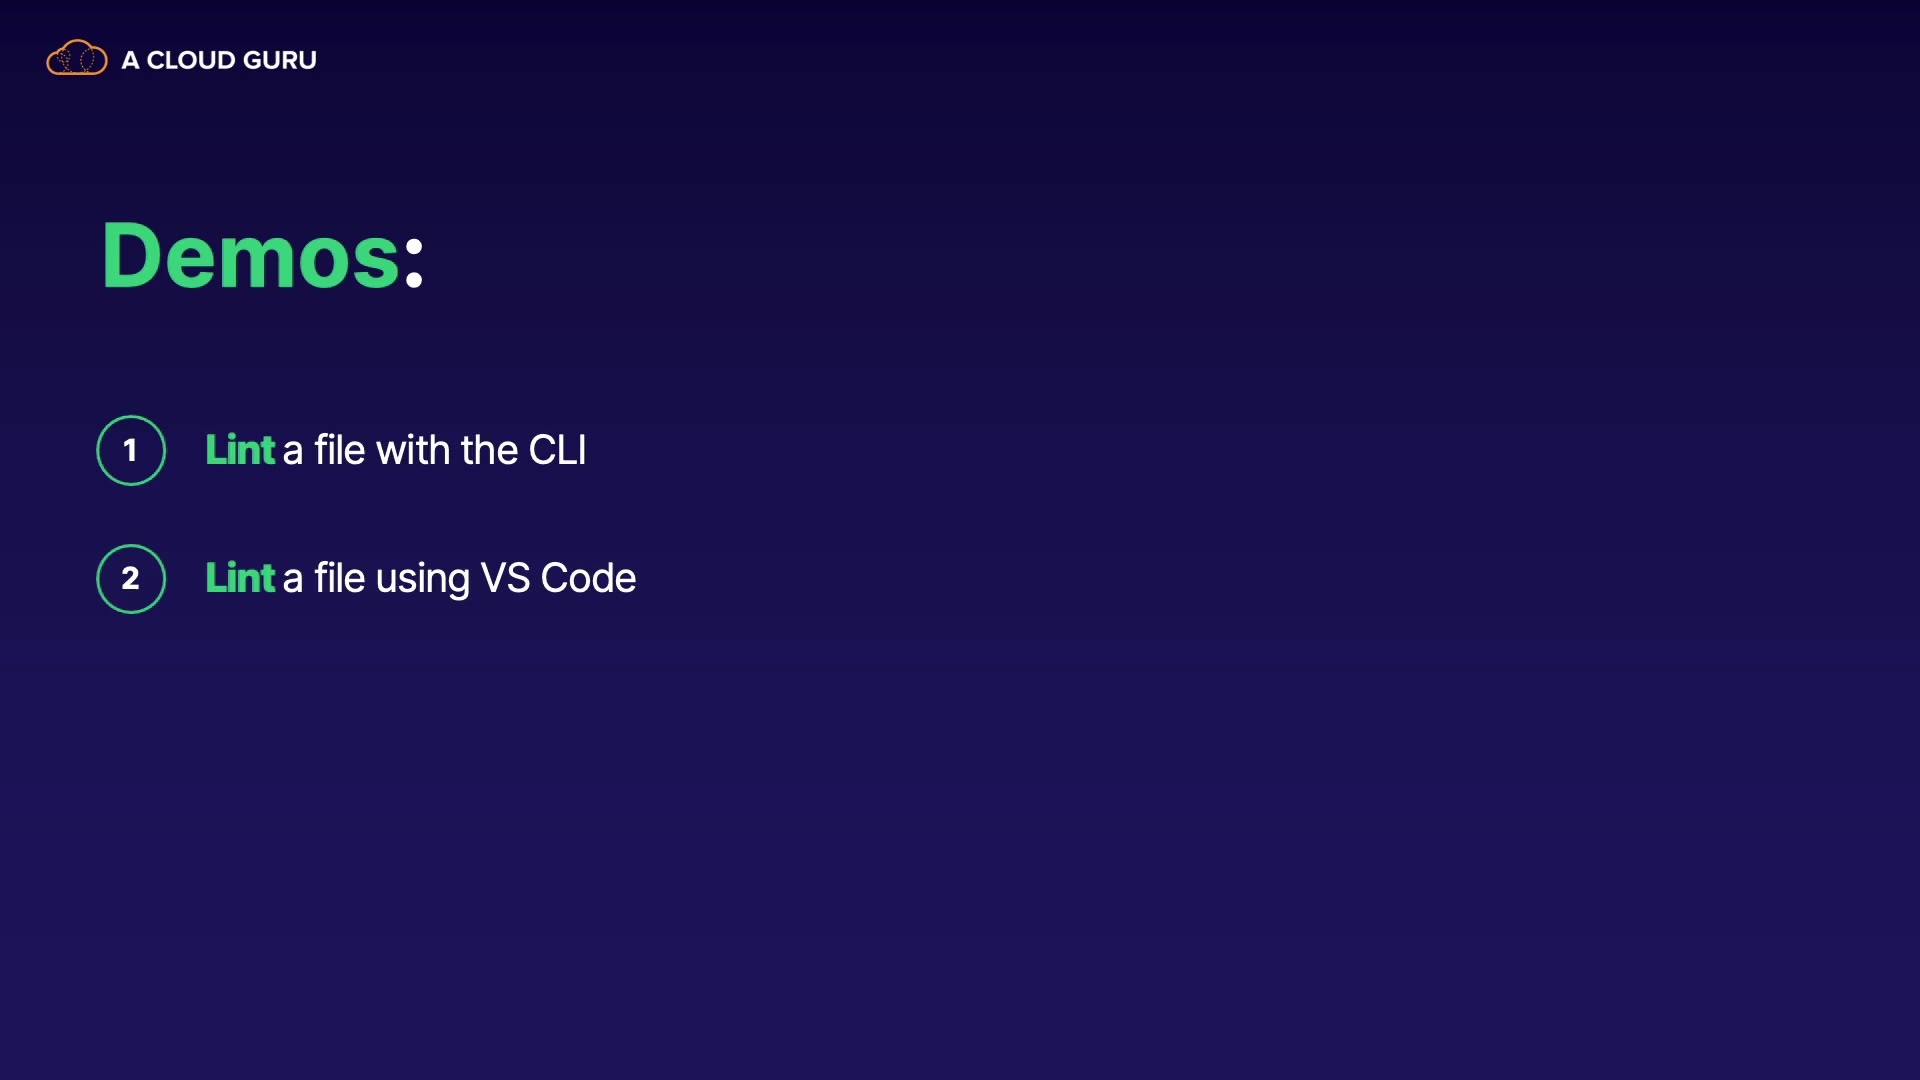 A CLOUD GURU
Demos:
1 Lint a file with the CLI
2 Lint a file using VS Code